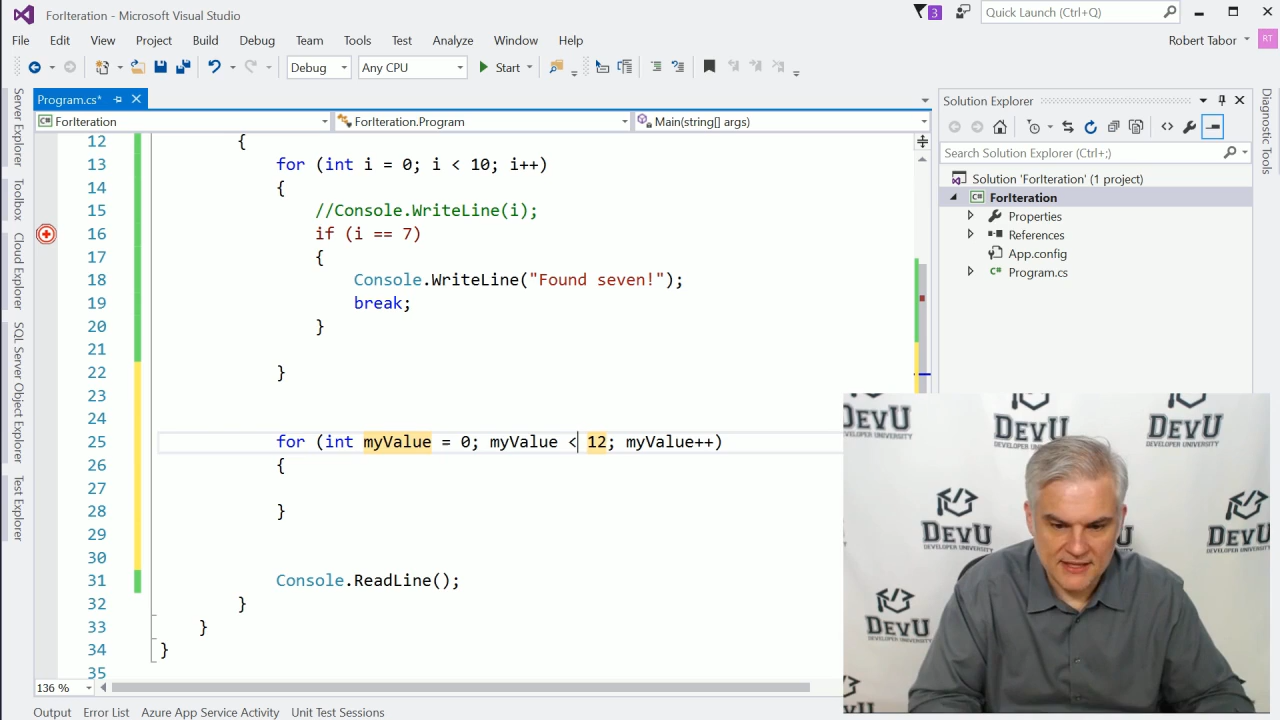 ForIteration - Microsoft Visual Studio
3
Quick Launch (Ctrl+Q)
File Edit View Project Build Debug Team Tools Test Analyze Window Help
Robert Tabor RT
Debug Any CPU Start
Program.cs*
ForIteration ForIteration.Program Main(string[] args)
Server Explorer
Toolbox
Cloud Explorer
SQL Server Object Explorer
Test Explorer
12 {
13 for (int i = 0; i < 10; i++)
14 {
15 //Console.WriteLine(i);
16 if (i == 7)
17 {
18 Console.WriteLine("Found seven!");
19 break;
20 }
21
22 }
23
24
25 for (int myValue = 0; myValue < 12; myValue++)
26 {
27
28 }
29
30
31 Console.ReadLine();
32 }
33 }
34 }
35
136 %
Output Error List Azure App Service Activity Unit Test Sessions
Solution Explorer
Search Solution Explorer (Ctrl+;)
Solution 'ForIteration' (1 project)
ForIteration
Properties
References
App.config
Program.cs
Diagnostic Tools
DevU
DevU
DevU
DevU
DEVELOPER UNIVERSITY
DevU
DevU
DEVELOPER UNIVERSITY